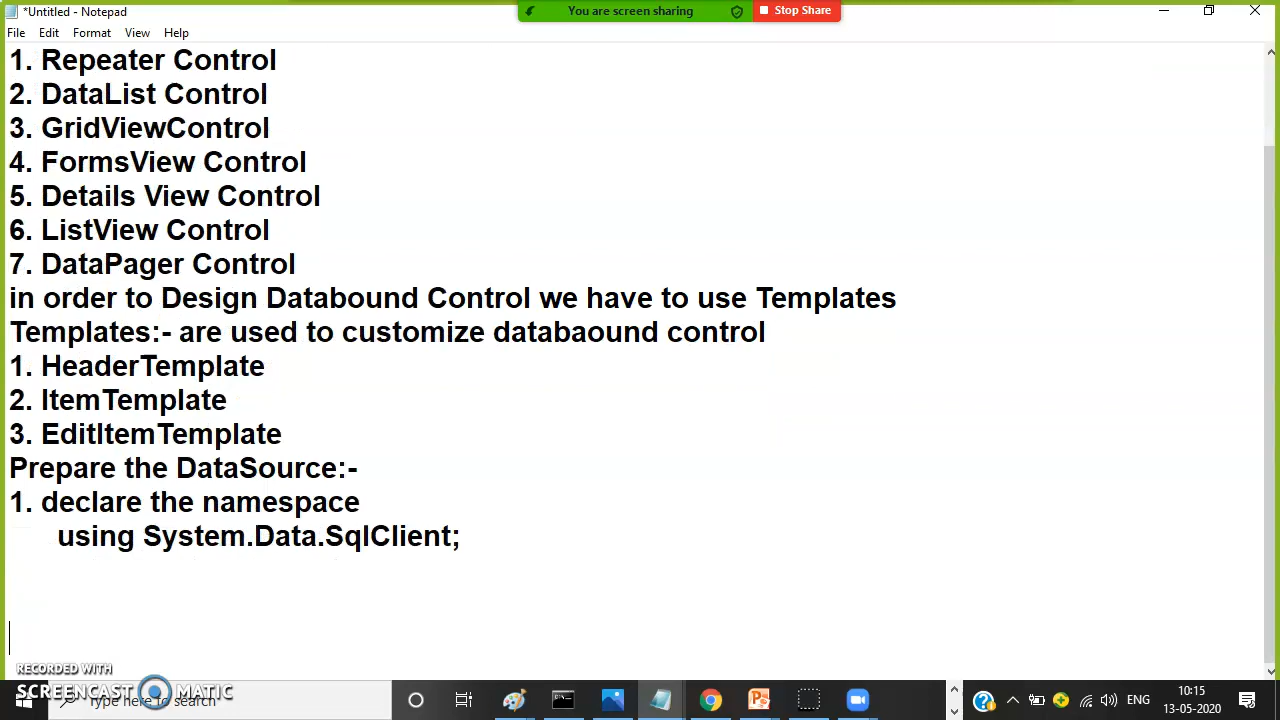 *Untitled - Notepad
You are screen sharing
Stop Share
File Edit Format View Help
1. Repeater Control
2. DataList Control
3. GridViewControl
4. FormsView Control
5. Details View Control
6. ListView Control
7. DataPager Control
in order to Design Databound Control we have to use Templates
Templates:- are used to customize databaound control
1. HeaderTemplate
2. ItemTemplate
3. EditItemTemplate
Prepare the DataSource:-
1. declare the namespace
using System.Data.SqlClient;
RECORDED WITH
SCREENCAST MATIC
Type here to search
ENG
10:15
13-05-2020